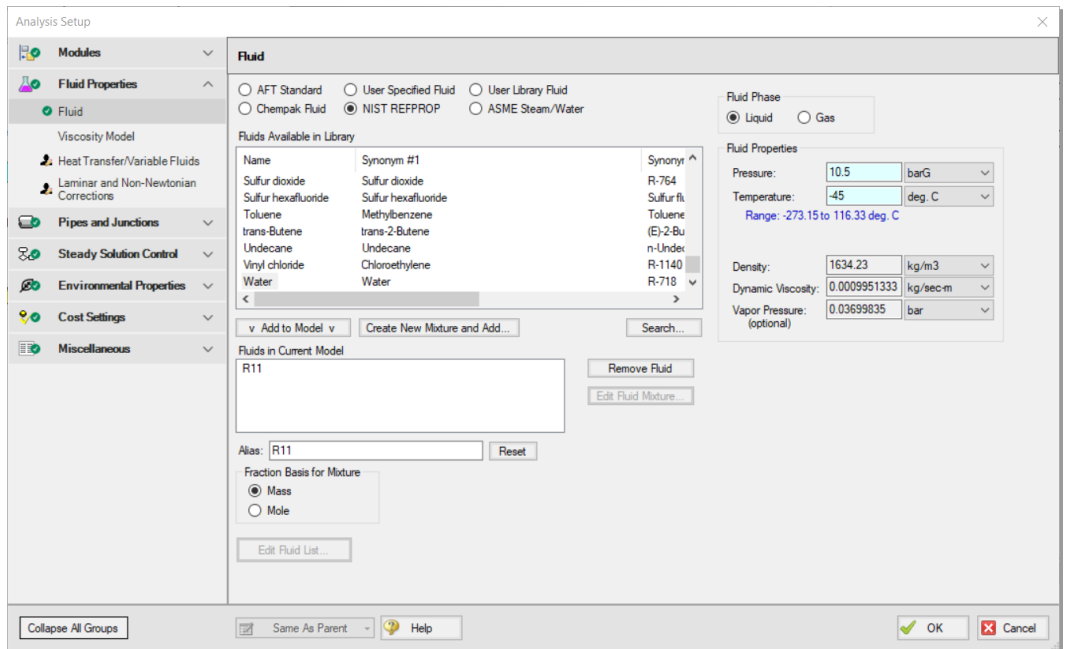 Analysis Setup
Modules
Fluid Properties
Fluid
Viscosity Model
Heat Transfer/Variable Fluids
Laminar and Non-Newtonian
Corrections
Pipes and Junctions
Steady Solution Control
Environmental Properties
Cost Settings
Miscellaneous
Collapse All Groups
Fluid
AFT Standard User Specified Fluid User Library Fluid
Chempak Fluid NIST REFPROP ASME Steam/Water
Fluids Available in Library
Name Synonym #1 Synonyr
Sulfur dioxide Sulfur dioxide R-764
Sulfur hexafluoride Sulfur hexafluoride Sulfur flu
Toluene Methylbenzene Toluene
trans-Butene trans-2-Butene (E)-2-Bu
Undecane Undecane n-Undec
Vinyl chloride Chloroethylene R-1140
Water Water R-718
v Add to Model v Create New Mixture and Add... Search...
Fluids in Current Model
R11
Remove Fluid
Edit Fluid Mixture...
Alias: R11 Reset
Fraction Basis for Mixture
Mass
Mole
Edit Fluid List...
Fluid Phase
Liquid Gas
Fluid Properties
Pressure: 10.5 barG
Temperature: -45 deg. C
Range: -273.15 to 116.33 deg. C
Density: 1634.23 kg/m3
Dynamic Viscosity: 0.0009951333 kg/sec-m
Vapor Pressure: 0.03699835 bar
(optional)
Same As Parent Help OK Cancel